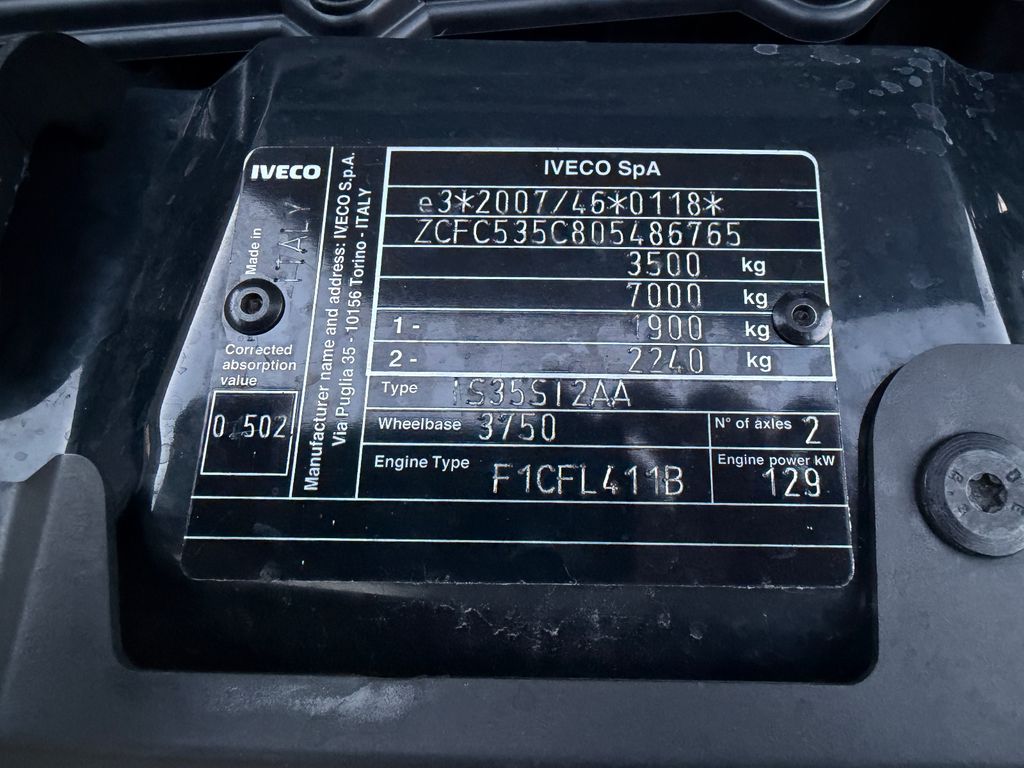 IVECO
Made in
ITALY
Corrected
absorption
value
0.502
Manufacturer name and address: IVECO S.p.A.
Via Puglia 35 - 10156 Torino - ITALY
IVECO SpA
e3*2007/46*0118*
ZCFC535C805486765
3500 kg
7000 kg
1 - 1900 kg
2 - 2240 kg
Type IS35SI2AA
Wheelbase 3750
N° of axles 2
Engine Type F1CFL411B
Engine power kW
129